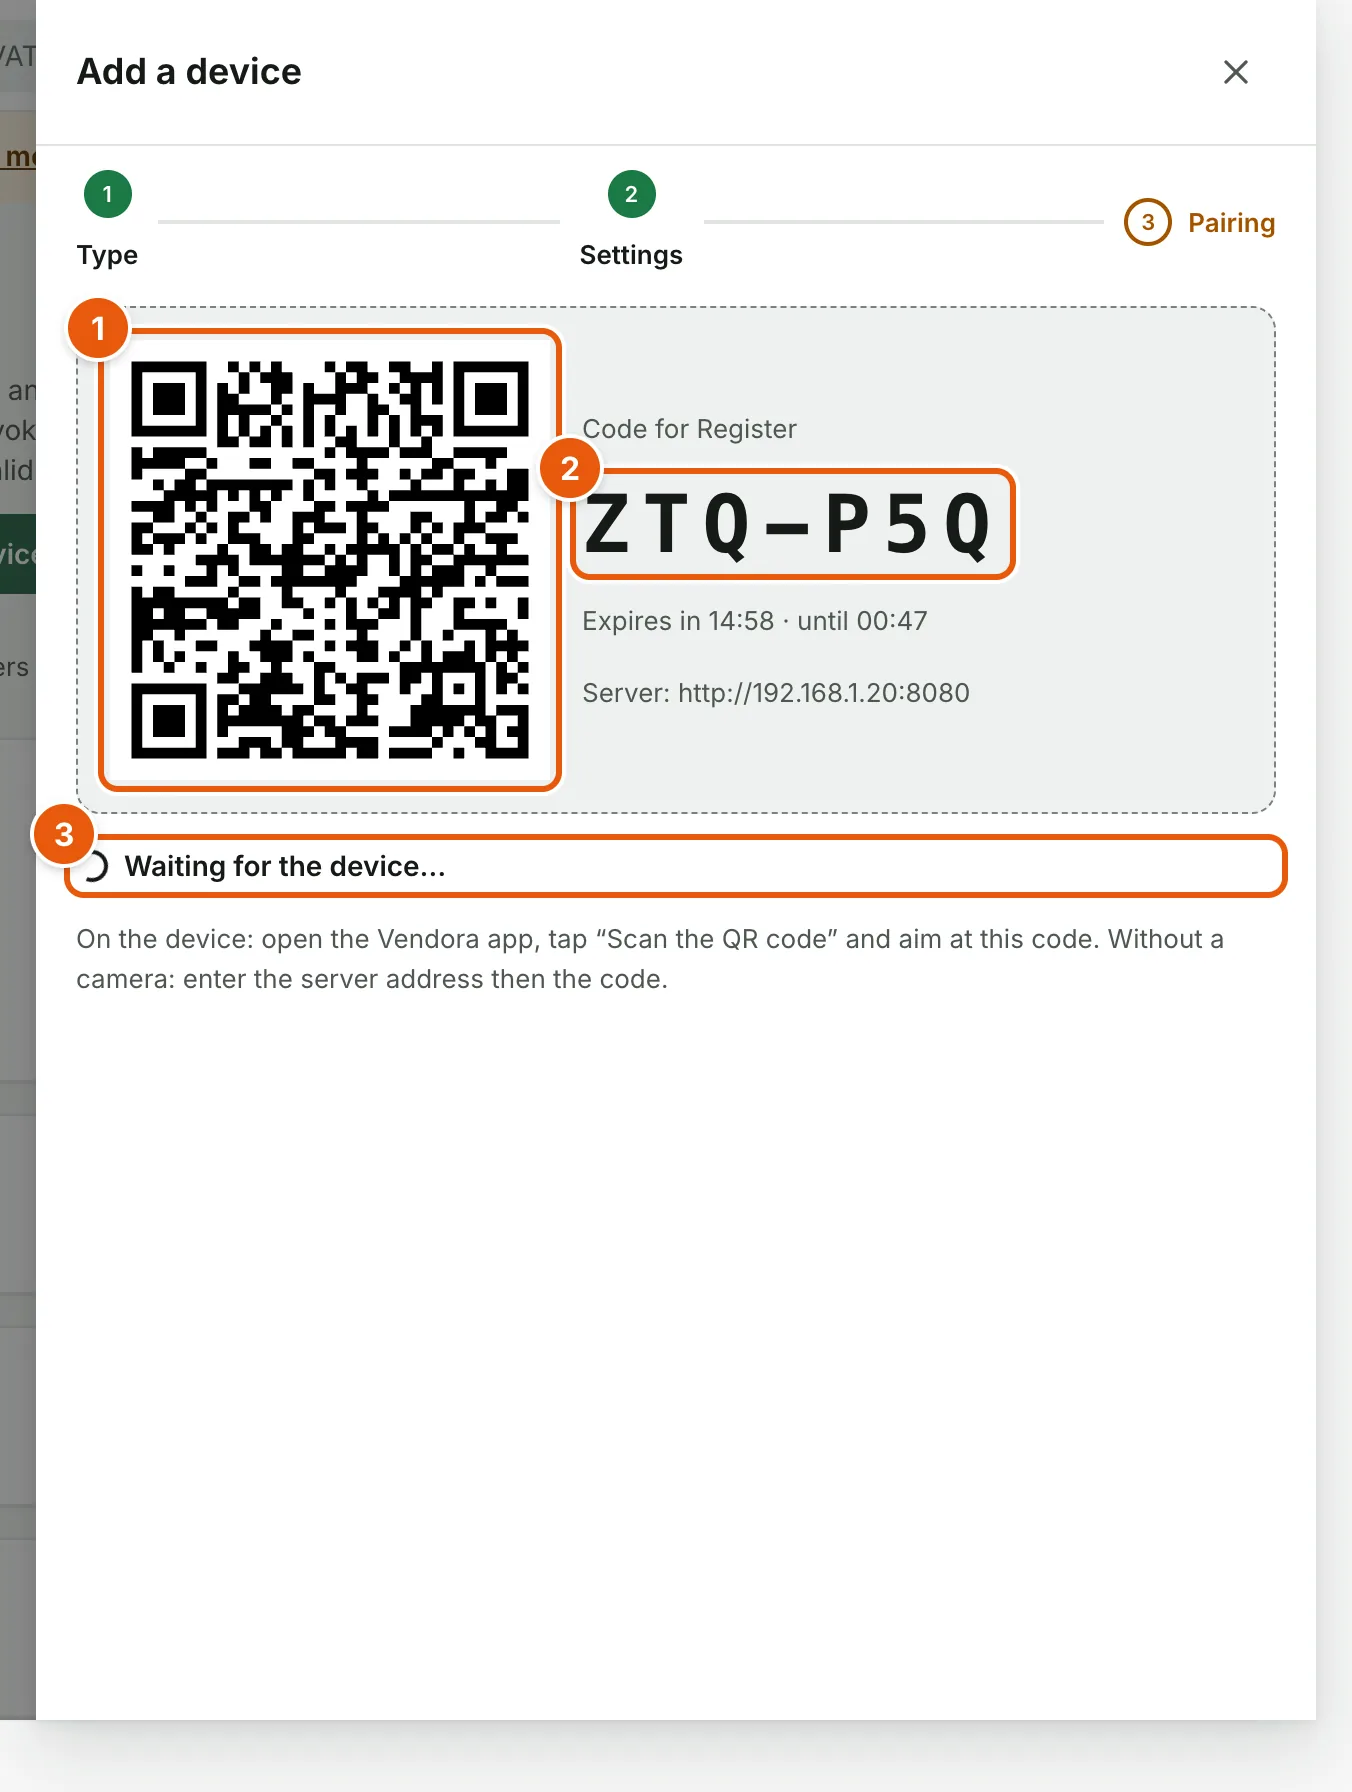 Add a device
1
Type
2
Settings
3 Pairing
1
Code for Register
2
ZTQ-P5Q
Expires in 14:58 · until 00:47
Server: http://192.168.1.20:8080
3
Waiting for the device...
On the device: open the Vendora app, tap “Scan the QR code” and aim at this code. Without a
camera: enter the server address then the code.